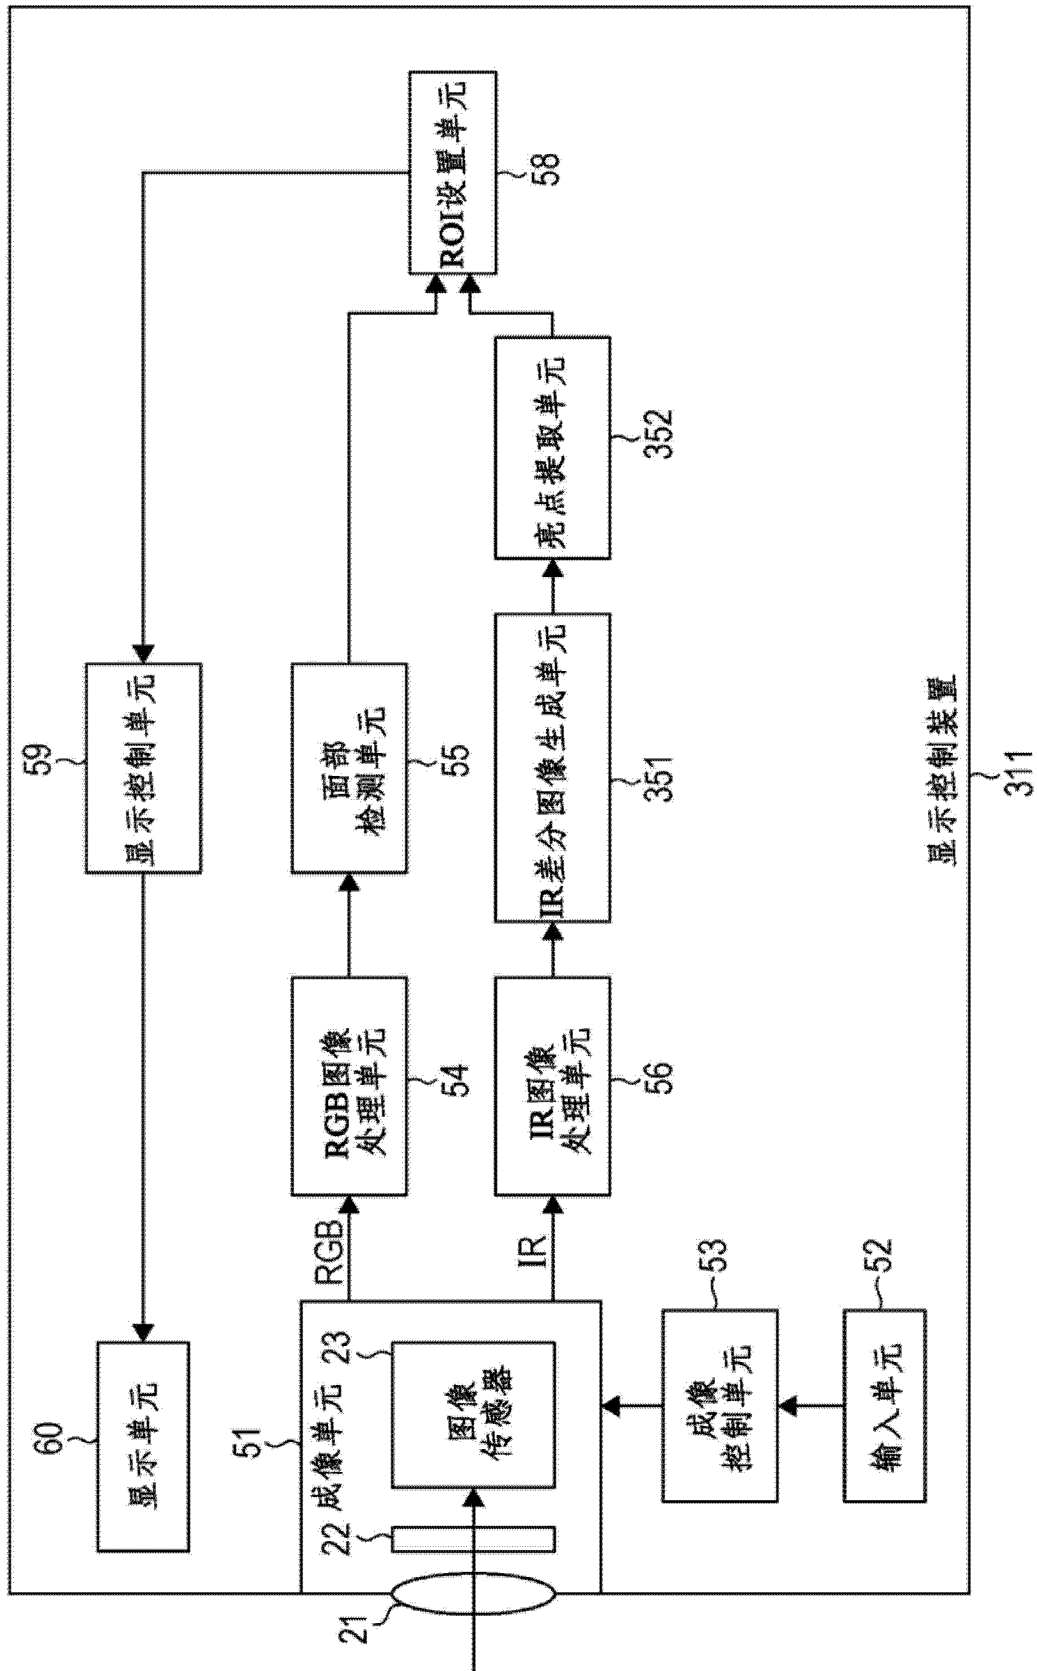 60
显示单元
59
显示控制单元
51
成像单元
21
22
23
图像
传感器
RGB
RGB图像
处理单元
54
面部
检测单元
55
ROI设置单元
58
IR
IR图像
处理单元
56
IR差分图像生成单元
351
亮点提取单元
352
53
成像
控制单元
52
输入单元
显示控制装置
311